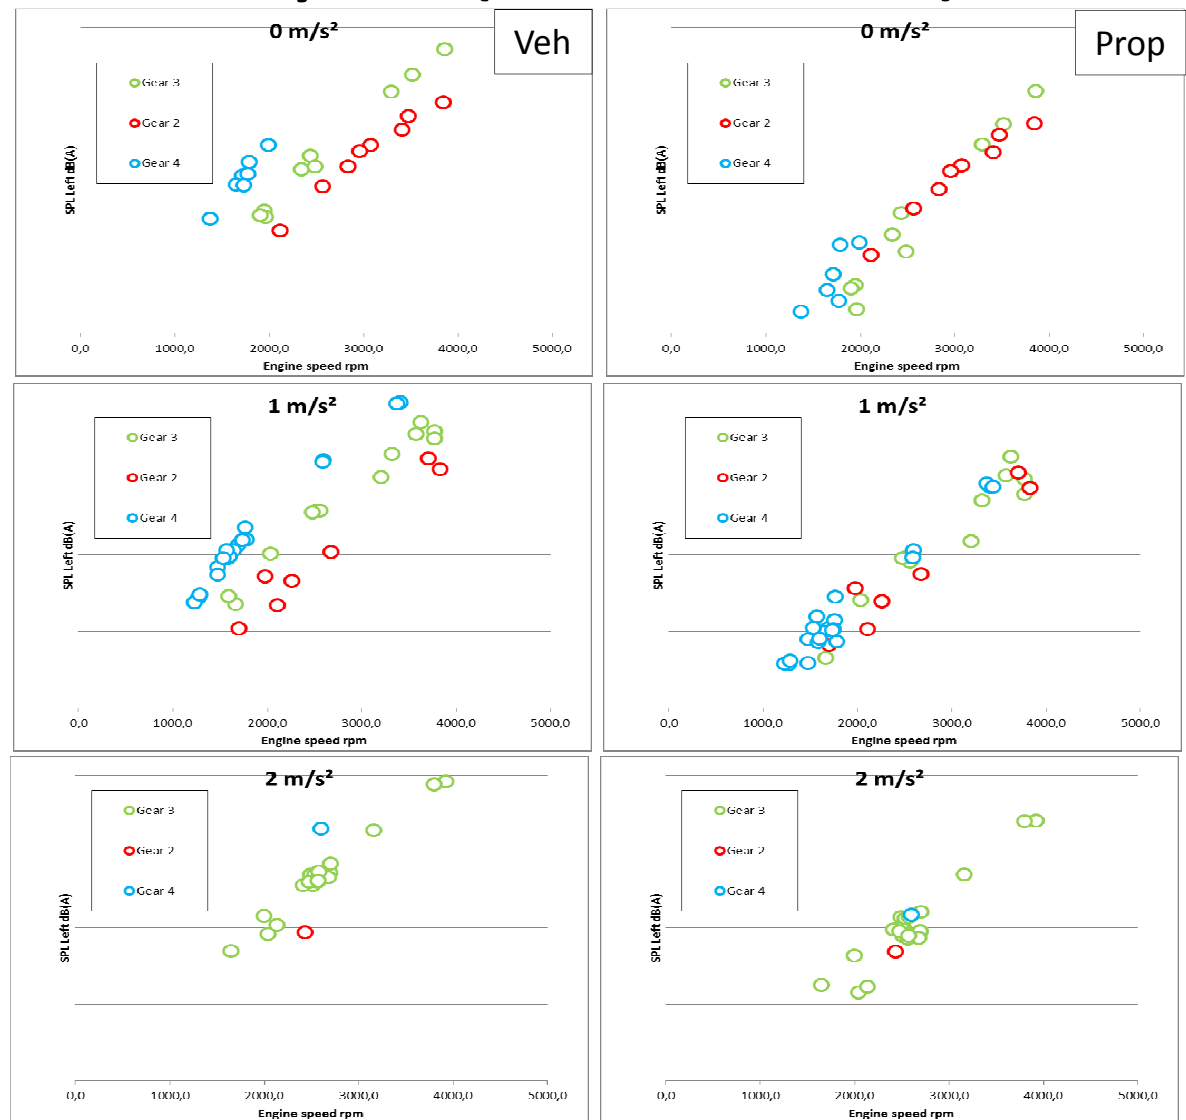 0 m/s²
Veh
Gear 3
Gear 2
Gear 4
SPL Left dB(A)
0,0 1000,0 2000,0 3000,0 4000,0 5000,0
Engine speed rpm
0 m/s²
Prop
Gear 3
Gear 2
Gear 4
SPL Left dB(A)
0,0 1000,0 2000,0 3000,0 4000,0 5000,0
Engine speed rpm
1 m/s²
Gear 3
Gear 2
Gear 4
SPL Left dB(A)
0,0 1000,0 2000,0 3000,0 4000,0 5000,0
Engine speed rpm
1 m/s²
Gear 3
Gear 2
Gear 4
SPL Left dB(A)
0,0 1000,0 2000,0 3000,0 4000,0 5000,0
Engine speed rpm
2 m/s²
Gear 3
Gear 2
Gear 4
SPL Left dB(A)
0,0 1000,0 2000,0 3000,0 4000,0 5000,0
Engine speed rpm
2 m/s²
Gear 3
Gear 2
Gear 4
SPL Left dB(A)
0,0 1000,0 2000,0 3000,0 4000,0 5000,0
Engine speed rpm